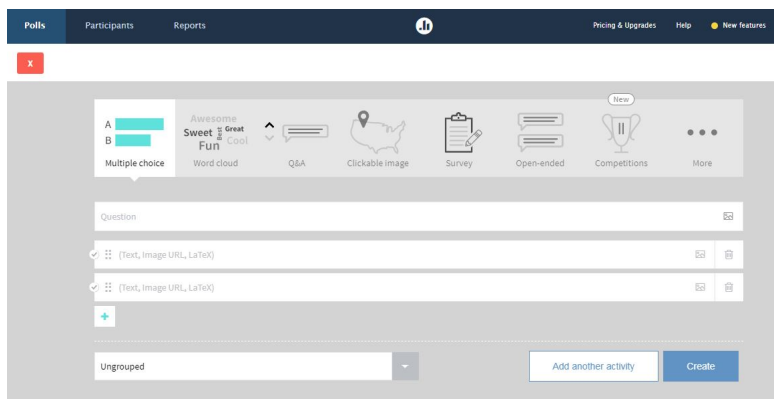 Polls Participants Reports Pricing & Upgrades Help New features
X
New
A
B
Awesome
Sweet Best Great
Fun Cool
Multiple choice Word cloud Q&A Clickable image Survey Open-ended Competitions More
Question
(Text, Image URL, LaTeX)
(Text, Image URL, LaTeX)
+
Ungrouped Add another activity Create